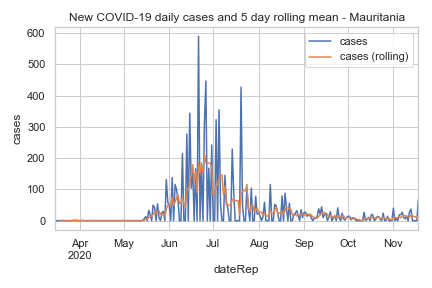 New COVID-19 daily cases and 5 day rolling mean - Mauritania
cases
cases (rolling)
600
500
400
300
200
100
0
cases
Apr
2020
May
Jun
Jul
Aug
Sep
Oct
Nov
dateRep